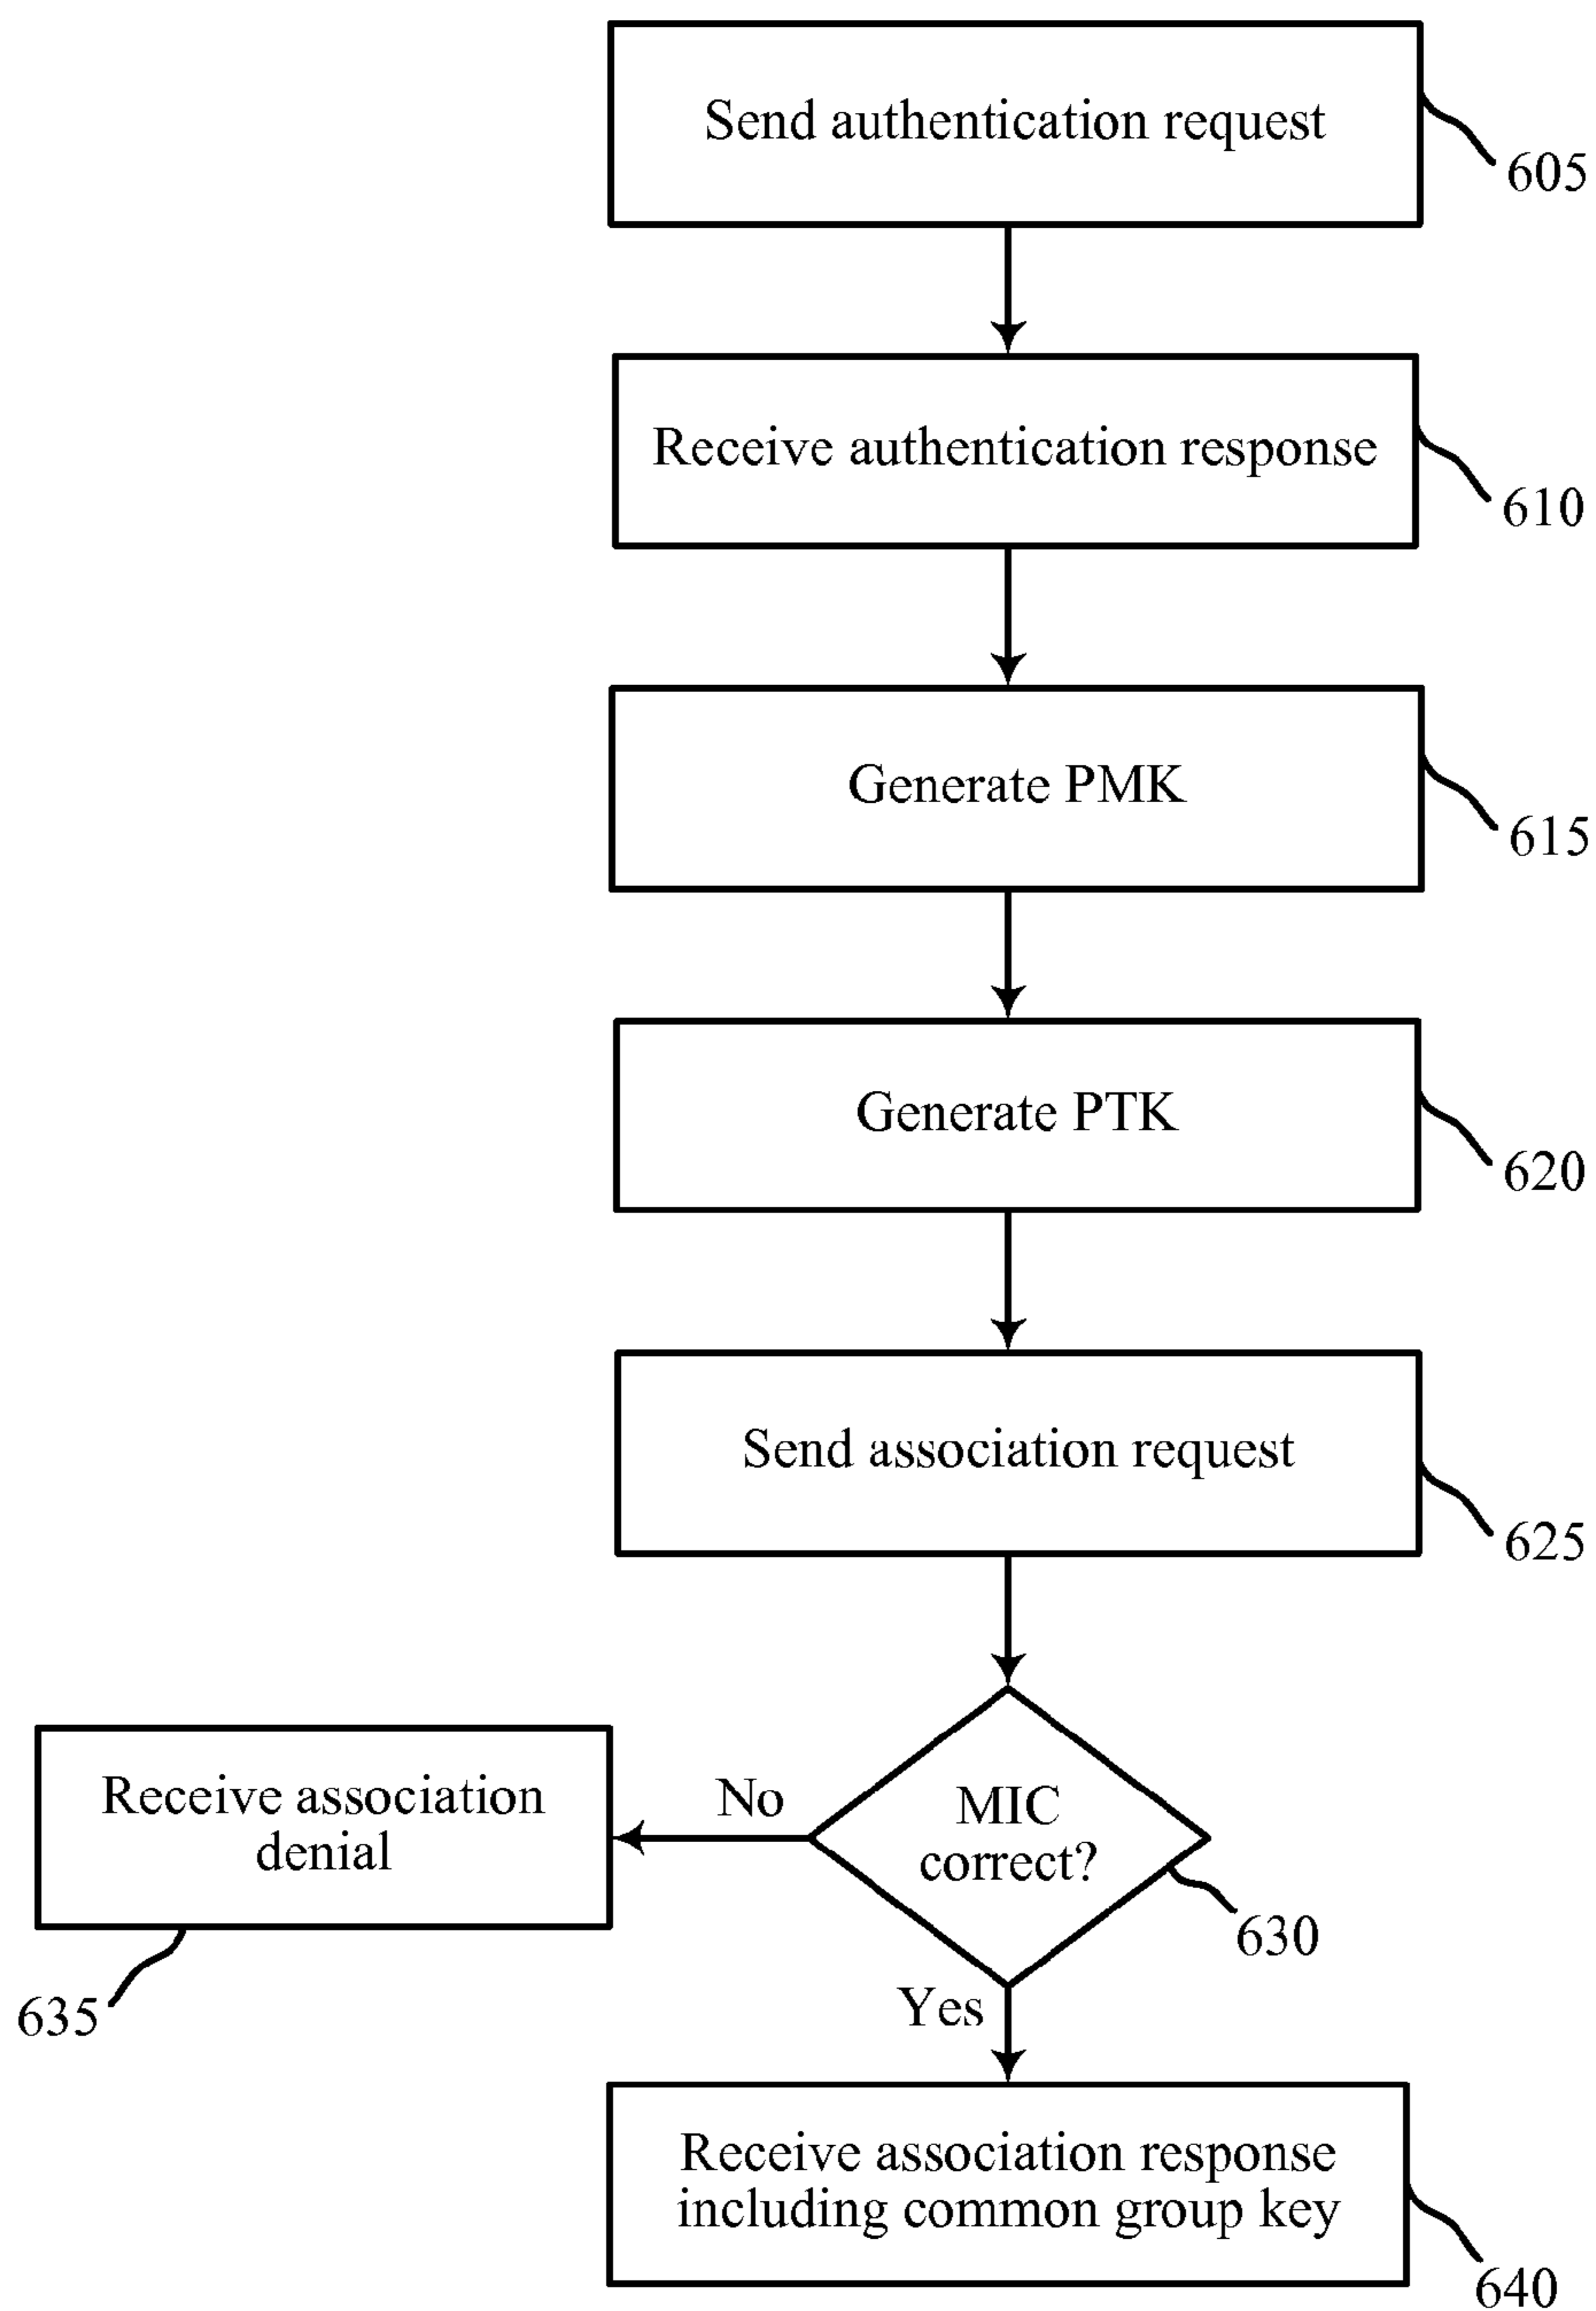 Send authentication request
605
Receive authentication response
610
Generate PMK
615
Generate PTK
620
Send association request
625
MIC
correct?
630
No
Receive association
denial
635
Yes
Receive association response
including common group key
640